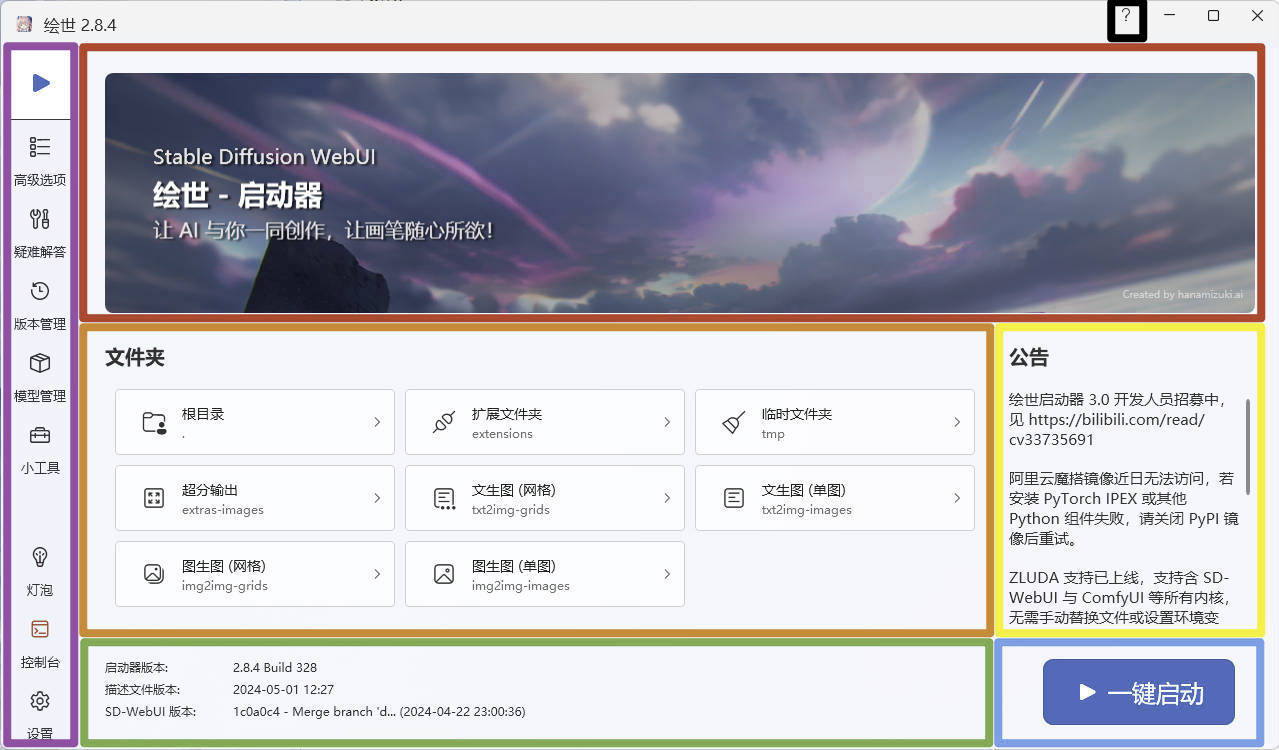 绘世 2.8.4
?
高级选项
疑难解答
版本管理
模型管理
小工具
灯泡
控制台
设置
Stable Diffusion WebUI
绘世 - 启动器
让 AI 与你一同创作，让画笔随心所欲！
Created by hanamizuki.ai
文件夹
根目录
.
扩展文件夹
extensions
临时文件夹
tmp
超分输出
extras-images
文生图 (网格)
txt2img-grids
文生图 (单图)
txt2img-images
图生图 (网格)
img2img-grids
图生图 (单图)
img2img-images
公告
绘世启动器 3.0 开发人员招募中，
见 https://bilibili.com/read/
cv33735691
阿里云魔搭镜像近日无法访问，若
安装 PyTorch IPEX 或其他
Python 组件失败，请关闭 PyPI 镜
像后重试。
ZLUDA 支持已上线，支持含 SD-
WebUI 与 ComfyUI 等所有内核，
无需手动替换文件或设置环境变
启动器版本: 2.8.4 Build 328
描述文件版本: 2024-05-01 12:27
SD-WebUI 版本: 1c0a0c4 - Merge branch 'd... (2024-04-22 20:00:36)
一键启动